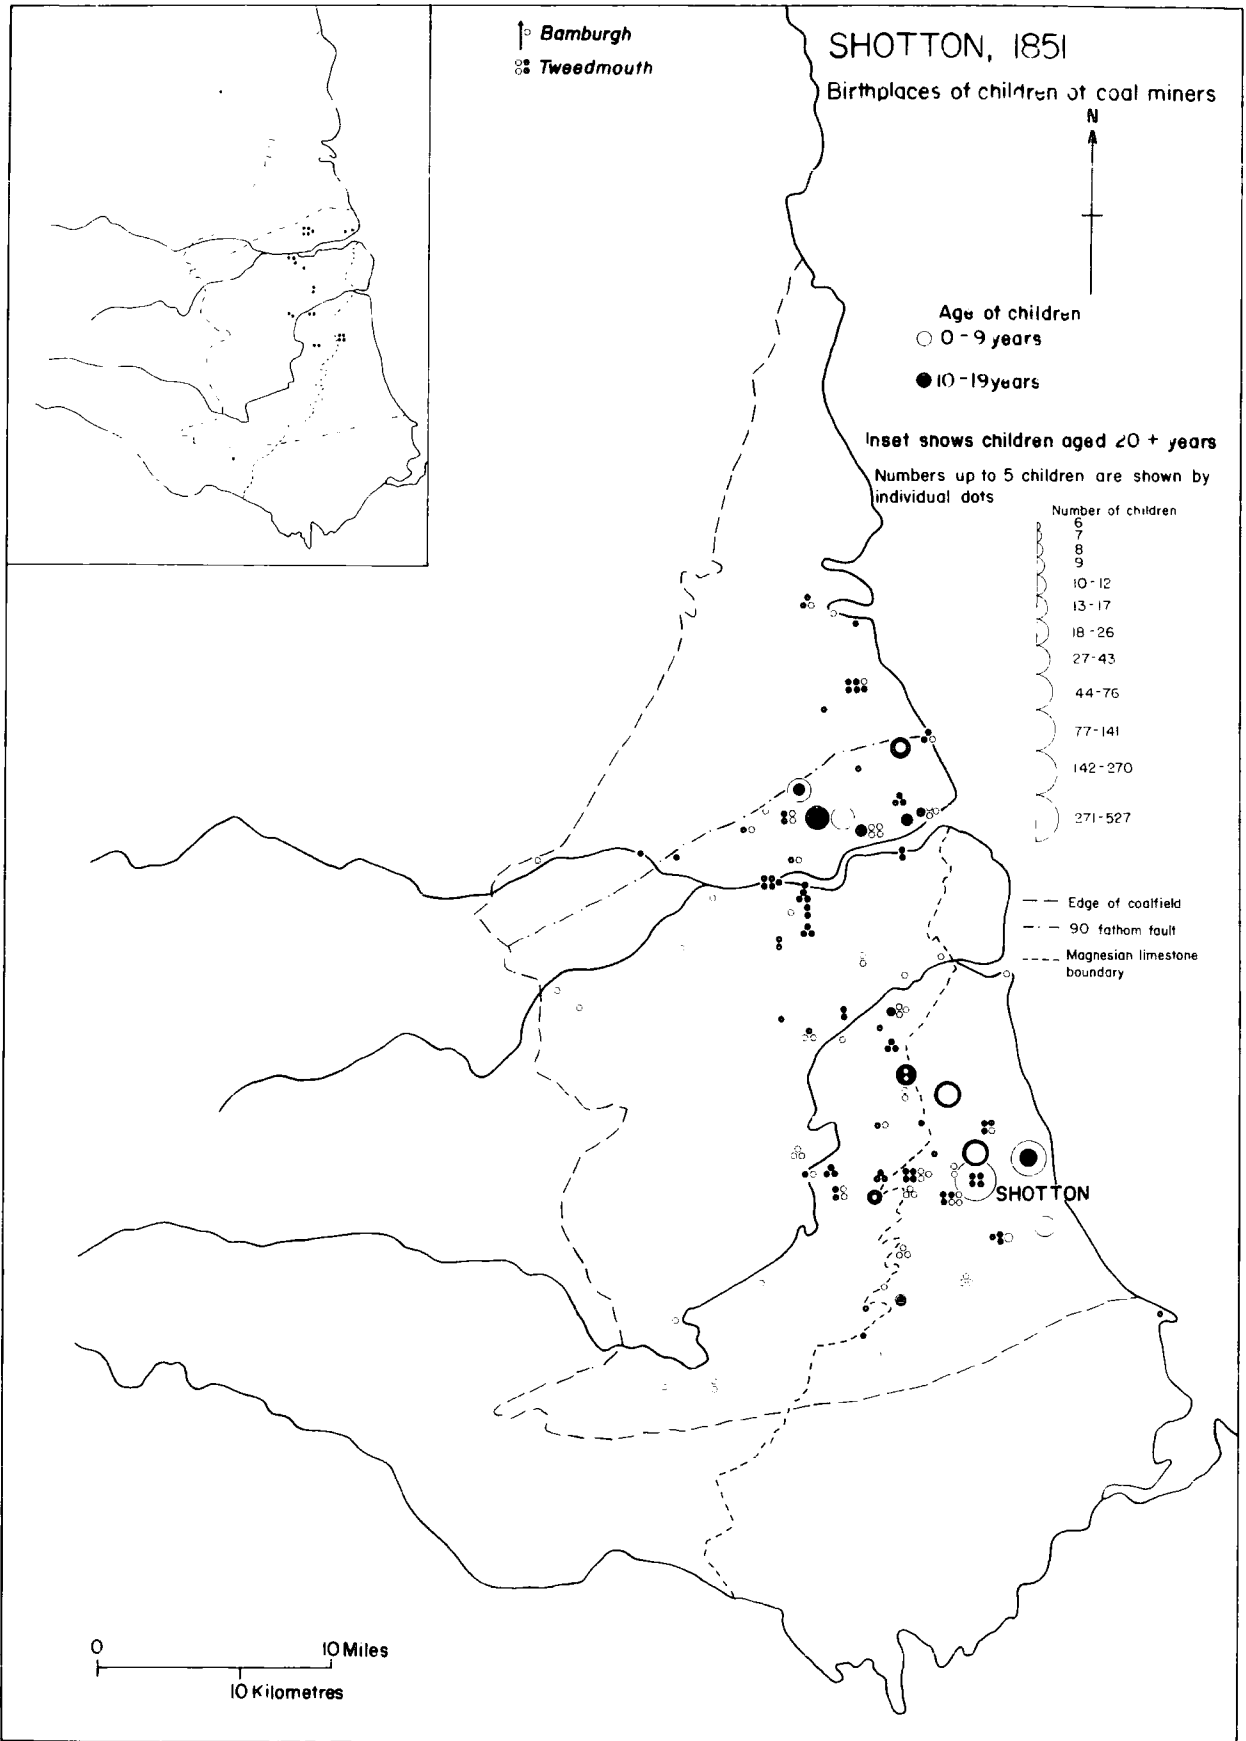 Bamburgh
Tweedmouth
SHOTTON, 1851
Birthplaces of children of coal miners
N
Age of children
0-9 years
10-19 years
Inset shows children aged 20 + years
Numbers up to 5 children are shown by
individual dots
Number of children
6
7
8
9
10-12
13-17
18-26
27-43
44-76
77-141
142-270
271-527
Edge of coalfield
90 fathom fault
Magnesian limestone
boundary
SHOTTON
0
10 Miles
10 Kilometres